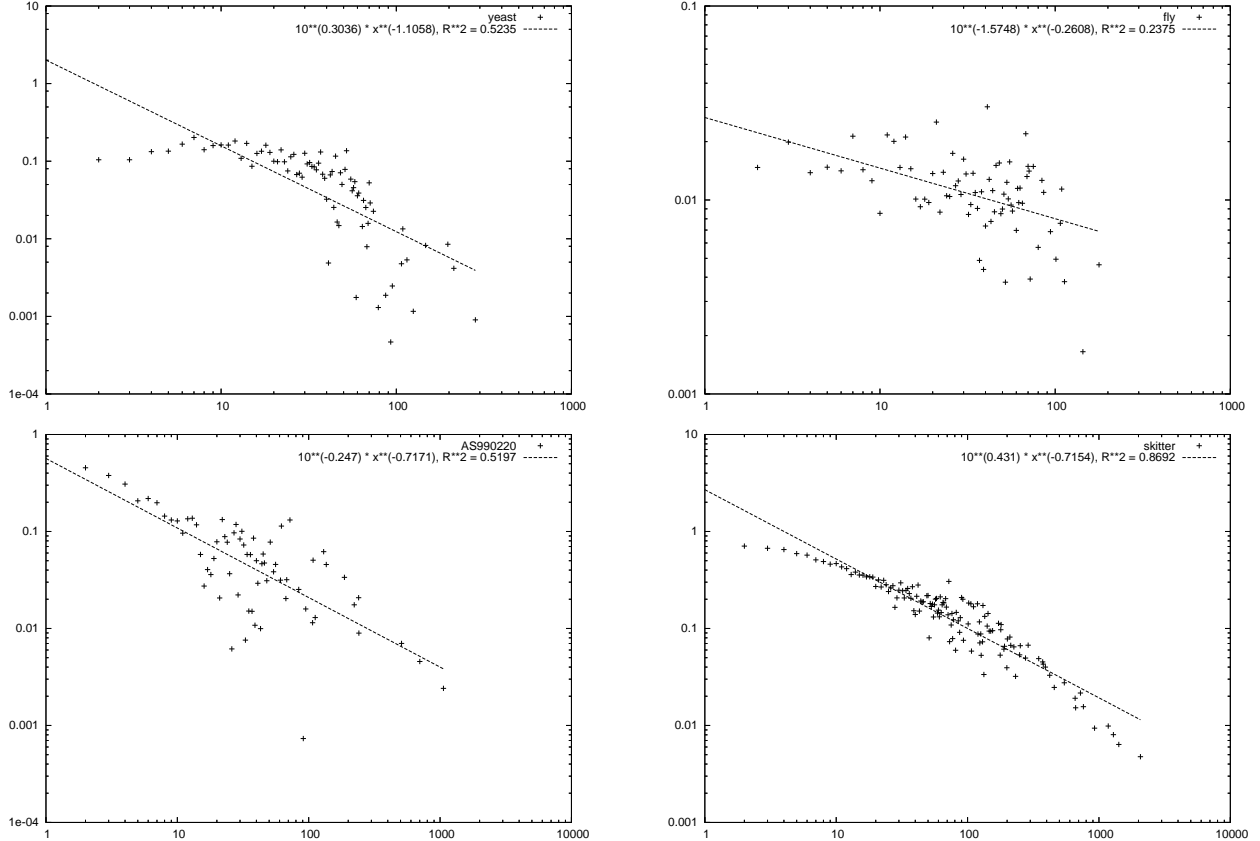 yeast
10**(0.3036) * x**(-1.1058), R**2 = 0.5235
10
1
0.1
0.01
0.001
1e-04
1 10 100 1000
fly
10**(-1.5748) * x**(-0.2608), R**2 = 0.2375
0.1
0.01
0.001
1 10 100 1000
AS990220
10**(-0.247) * x**(-0.7171), R**2 = 0.5197
1
0.1
0.01
0.001
1e-04
1 10 100 1000 10000
skitter
10**(0.431) * x**(-0.7154), R**2 = 0.8692
10
1
0.1
0.01
0.001
1 10 100 1000 10000